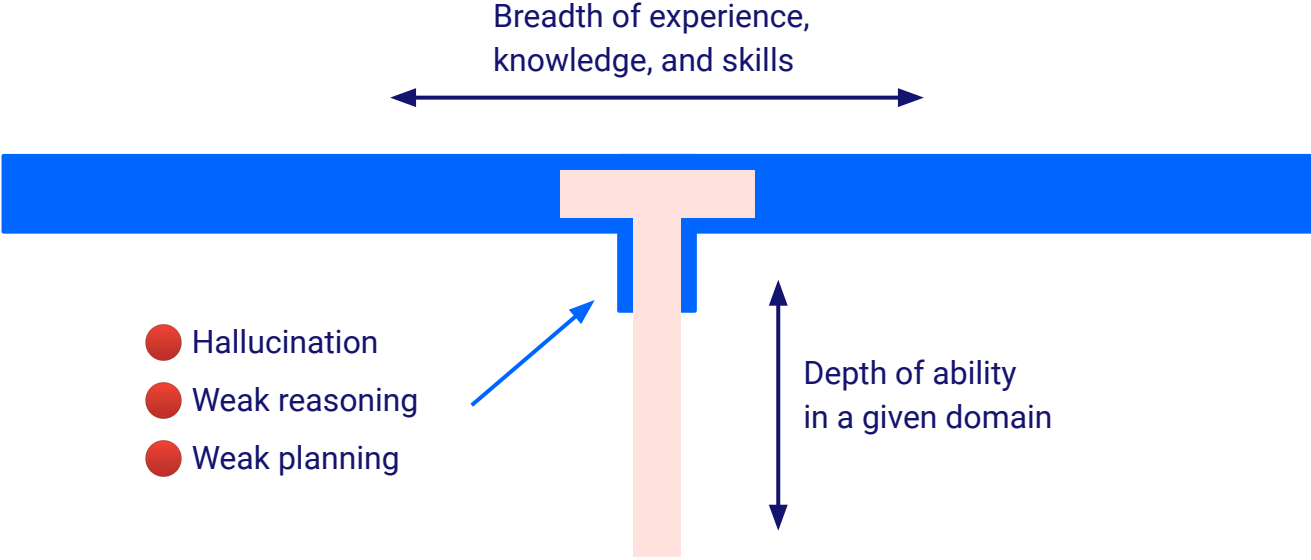 Breadth of experience,
knowledge, and skills
Hallucination
Weak reasoning
Weak planning
Depth of ability
in a given domain